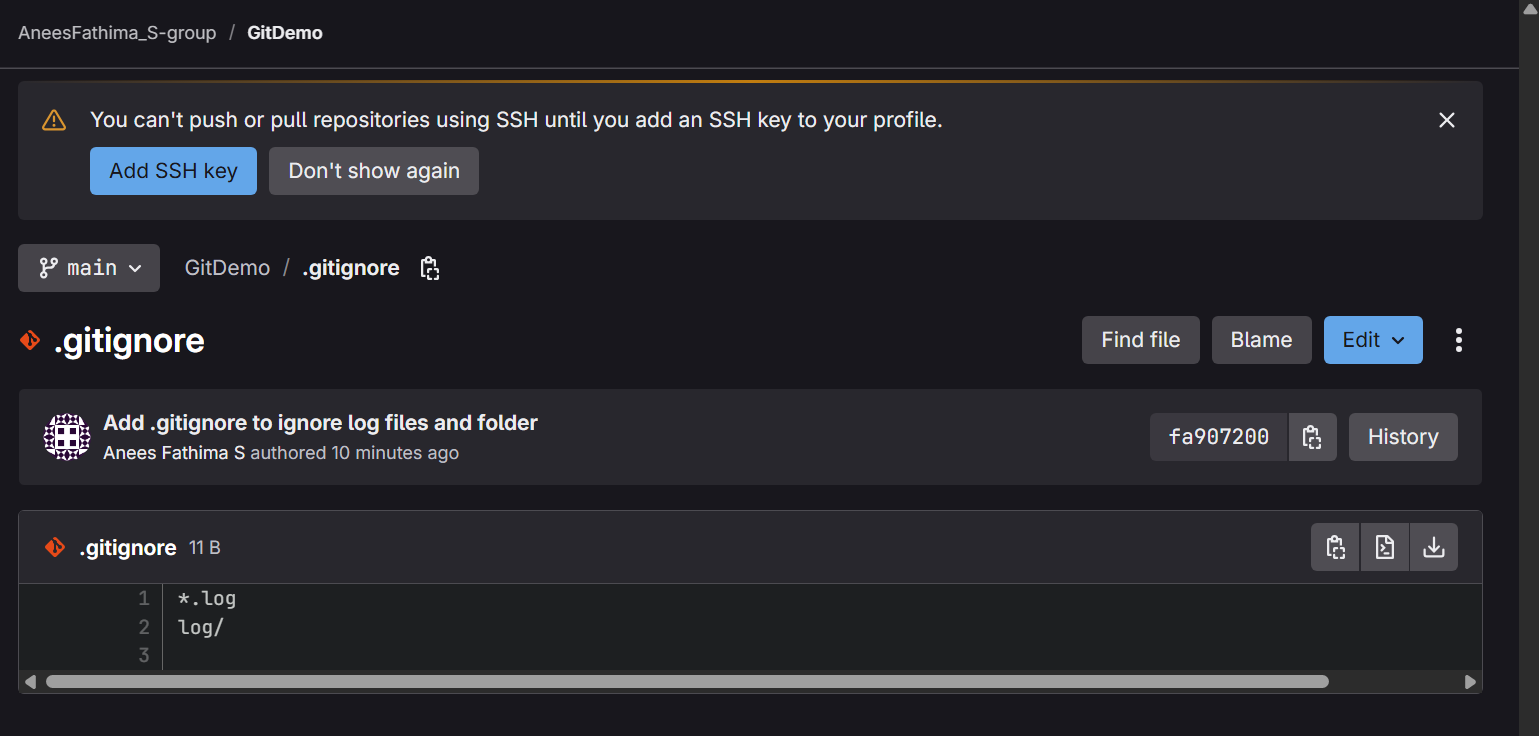 AneesFathima_S-group / GitDemo
You can't push or pull repositories using SSH until you add an SSH key to your profile.
Add SSH key Don't show again
main GitDemo / .gitignore
.gitignore Find file Blame Edit
Add .gitignore to ignore log files and folder
Anees Fathima S authored 10 minutes ago
fa907200 History
.gitignore 11 B
1 *.log
2 log/
3